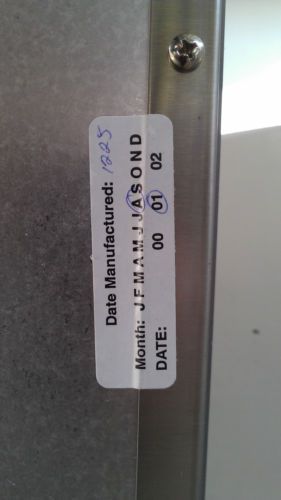 Date Manufactured: 1225
Month: J F M A M J J A S O N D
DATE: 00 01 02